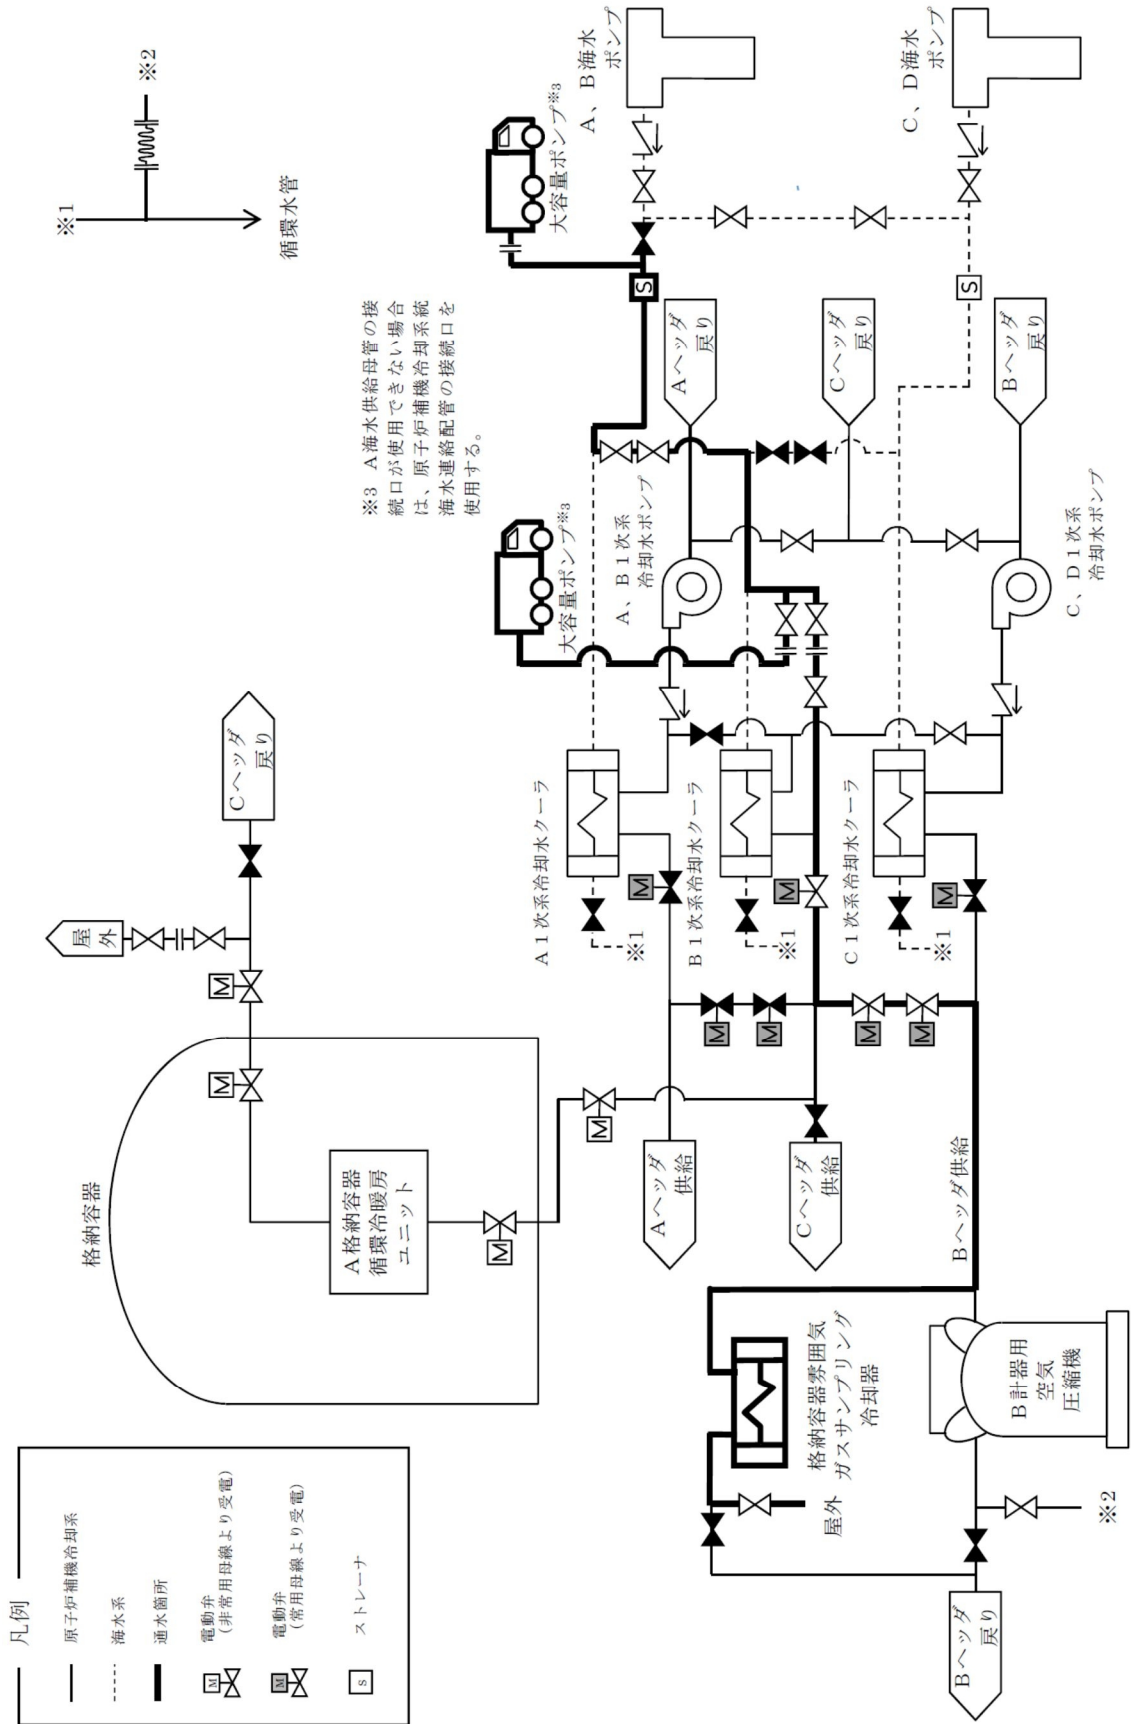 凡例
原子炉補機冷却系
海水系
通水箇所
M
電動弁
(非常用母線より受電)
M
電動弁
(常用母線より受電)
S
ストレーナ
格納容器
A格納容器
循環冷暖房
ユニット
M
M
M
M
屋外
Cヘッダ
戻り
※1
※2
循環水管
※3 A海水供給母管の接
続口が使用できない場合
は、原子炉補機冷却系統
海水連絡配管の接続口を
使用する。
大容量ポンプ※3
大容量ポンプ※3
A、B海水
ポンプ
C、D海水
ポンプ
S
S
Aヘッダ
戻り
Cヘッダ
戻り
Bヘッダ
戻り
A、B1次系
冷却水ポンプ
C、D1次系
冷却水ポンプ
A1次系冷却水クーラ
B1次系冷却水クーラ
C1次系冷却水クーラ
※1
※1
※1
M
M
M
M
M
M
M
Aヘッダ
供給
Cヘッダ
供給
Bヘッダ供給
格納容器雰囲気
ガスサンプリング
冷却器
屋外
B計器用
空気
圧縮機
※2
Bヘッダ
戻り